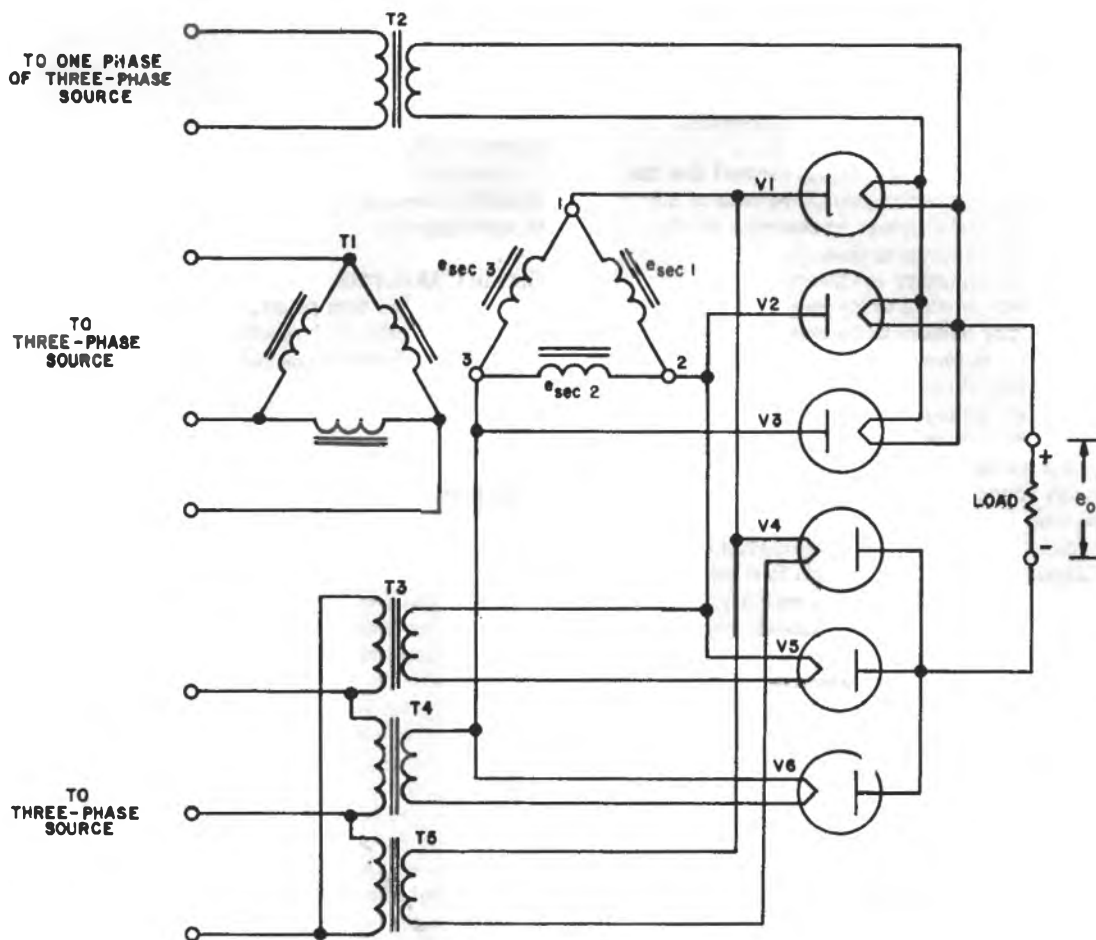 T2
TO ONE PHASE
OF THREE-PHASE
SOURCE
V1
1
T1
e sec 3
e sec 1
V2
TO
THREE-PHASE
SOURCE
3
2
e sec 2
V3
+
LOAD
e o
-
V4
T3
V5
T4
V6
TO
THREE-PHASE
SOURCE
T5